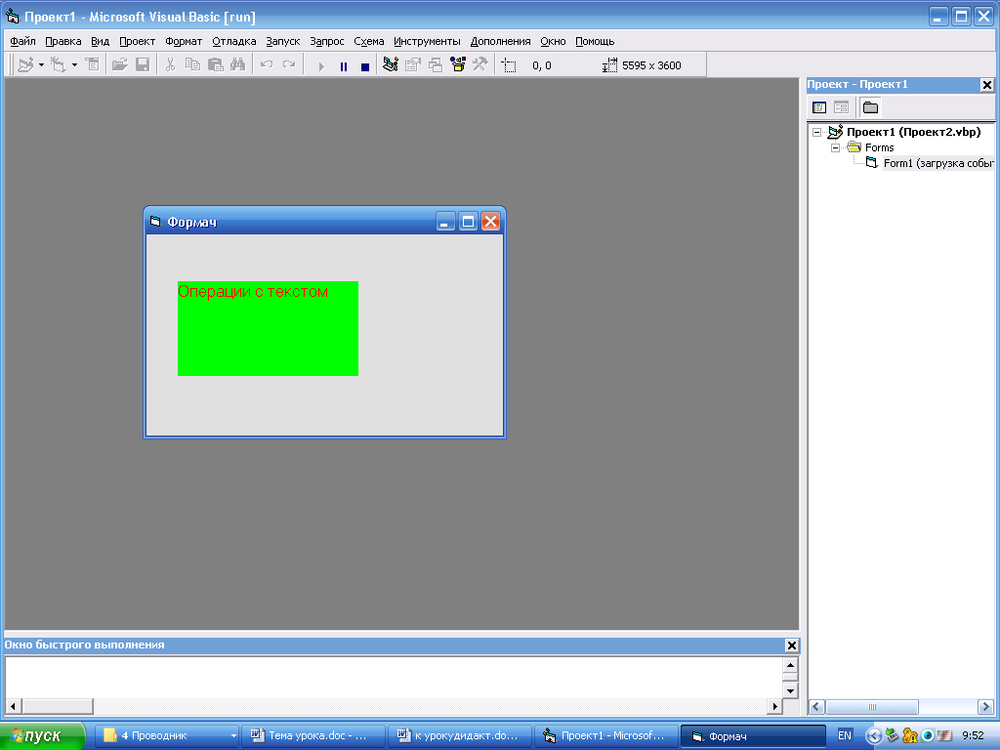 Проект1 - Microsoft Visual Basic [run]
Файл Правка Вид Проект Формат Отладка Запуск Запрос Схема Инструменты Дополнения Окно Помощь
0, 0 5595 x 3600
Проект - Проект1
Проект1 (Проект2.vbp)
Forms
Form1 (загрузка собы
Формач
Операции с текстом
Окно быстрого выполнения
пуск 4 Проводник Тема урока.doc - ... к урокудидакт.do... Проект1 - Microsof... Формач EN 9:52